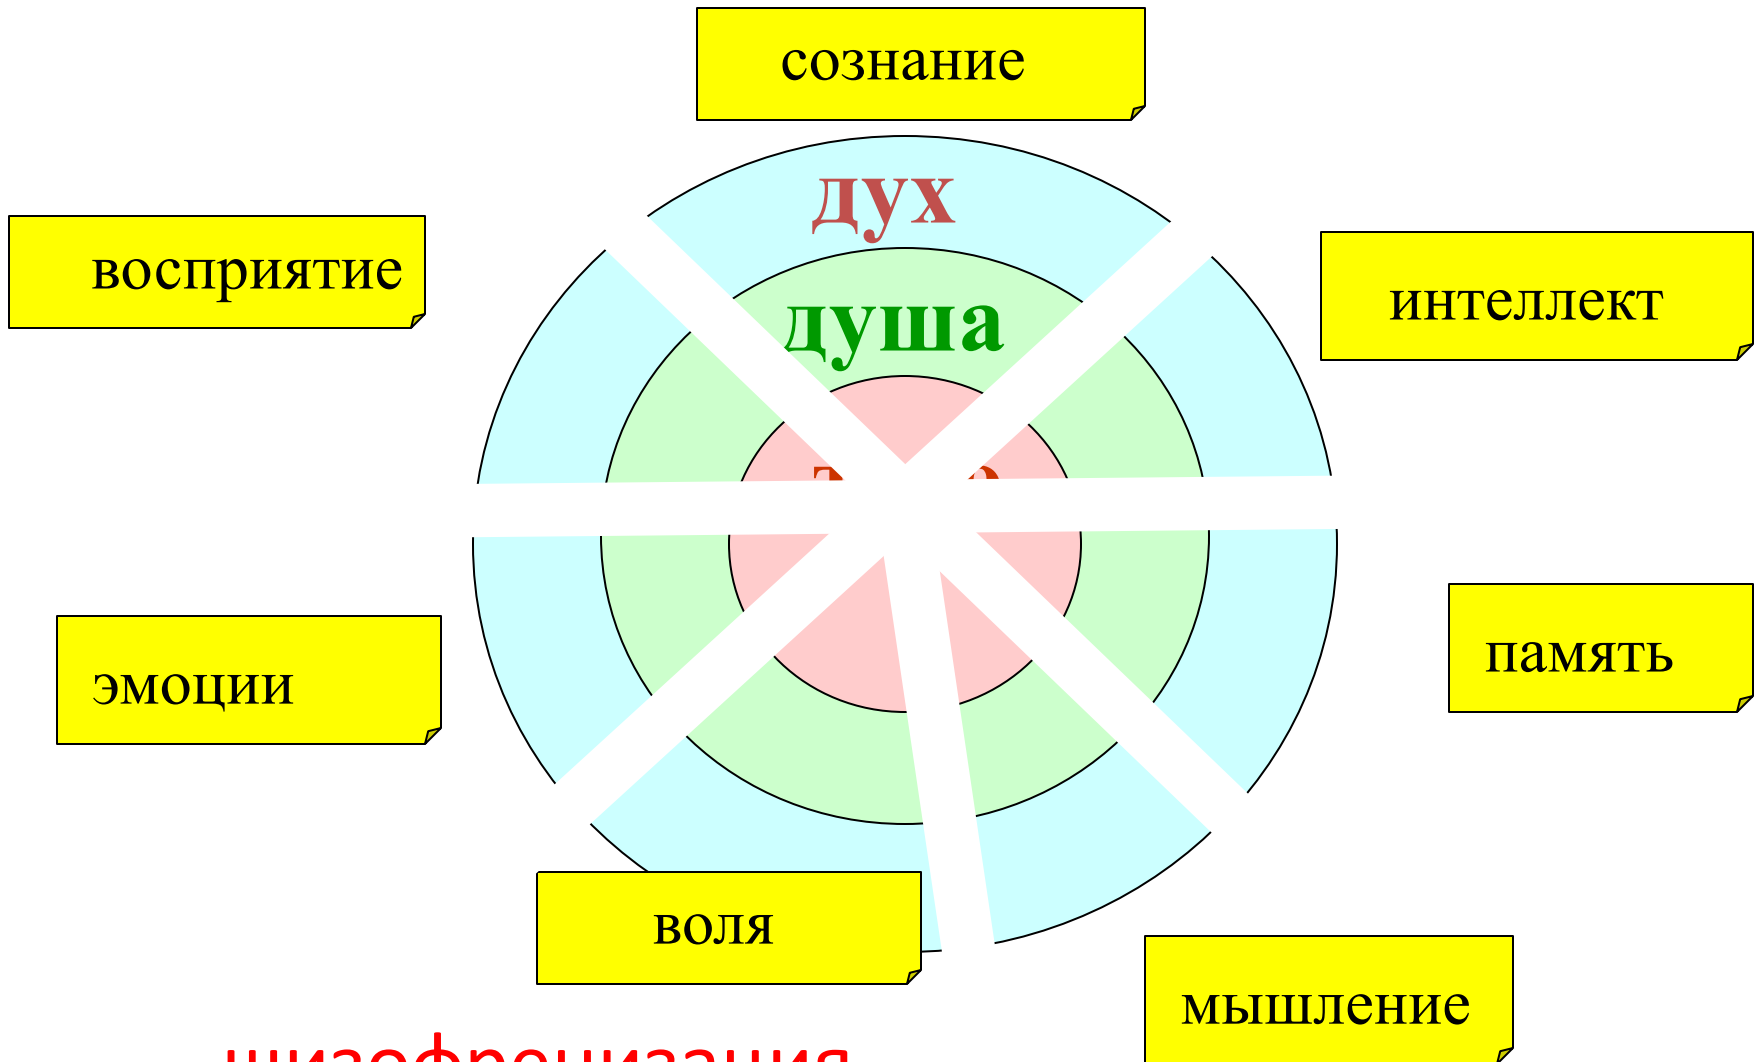 сознание
дух
восприятие
интеллект
душа
память
эмоции
воля
мышление